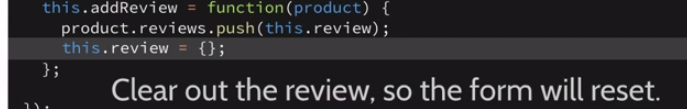 this.addReview = function(product) {
product.reviews.push(this.review);
this.review = {};
};
Clear out the review, so the form will reset.
});